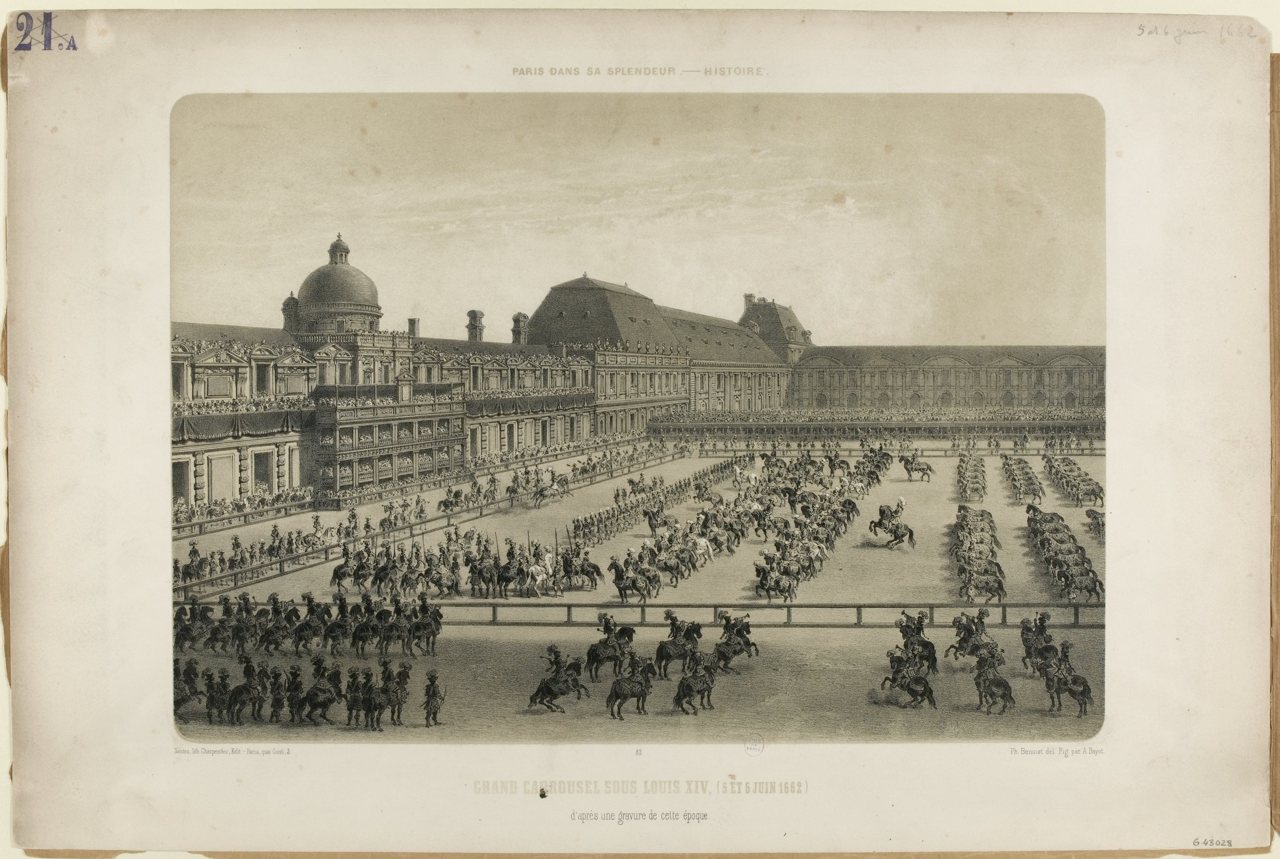 21.A
5 et 6 juin 1662
PARIS DANS SA SPLENDEUR. — HISTOIRE.
Nantes, lith. Charpentier, Edit. - Paris, quai Conti, 3.
Ph. Benoist del. Fig. par A. Bayot.
GRAND CARROUSEL SOUS LOUIS XIV, (5 ET 6 JUIN 1662)
d'après une gravure de cette époque.
G.43028